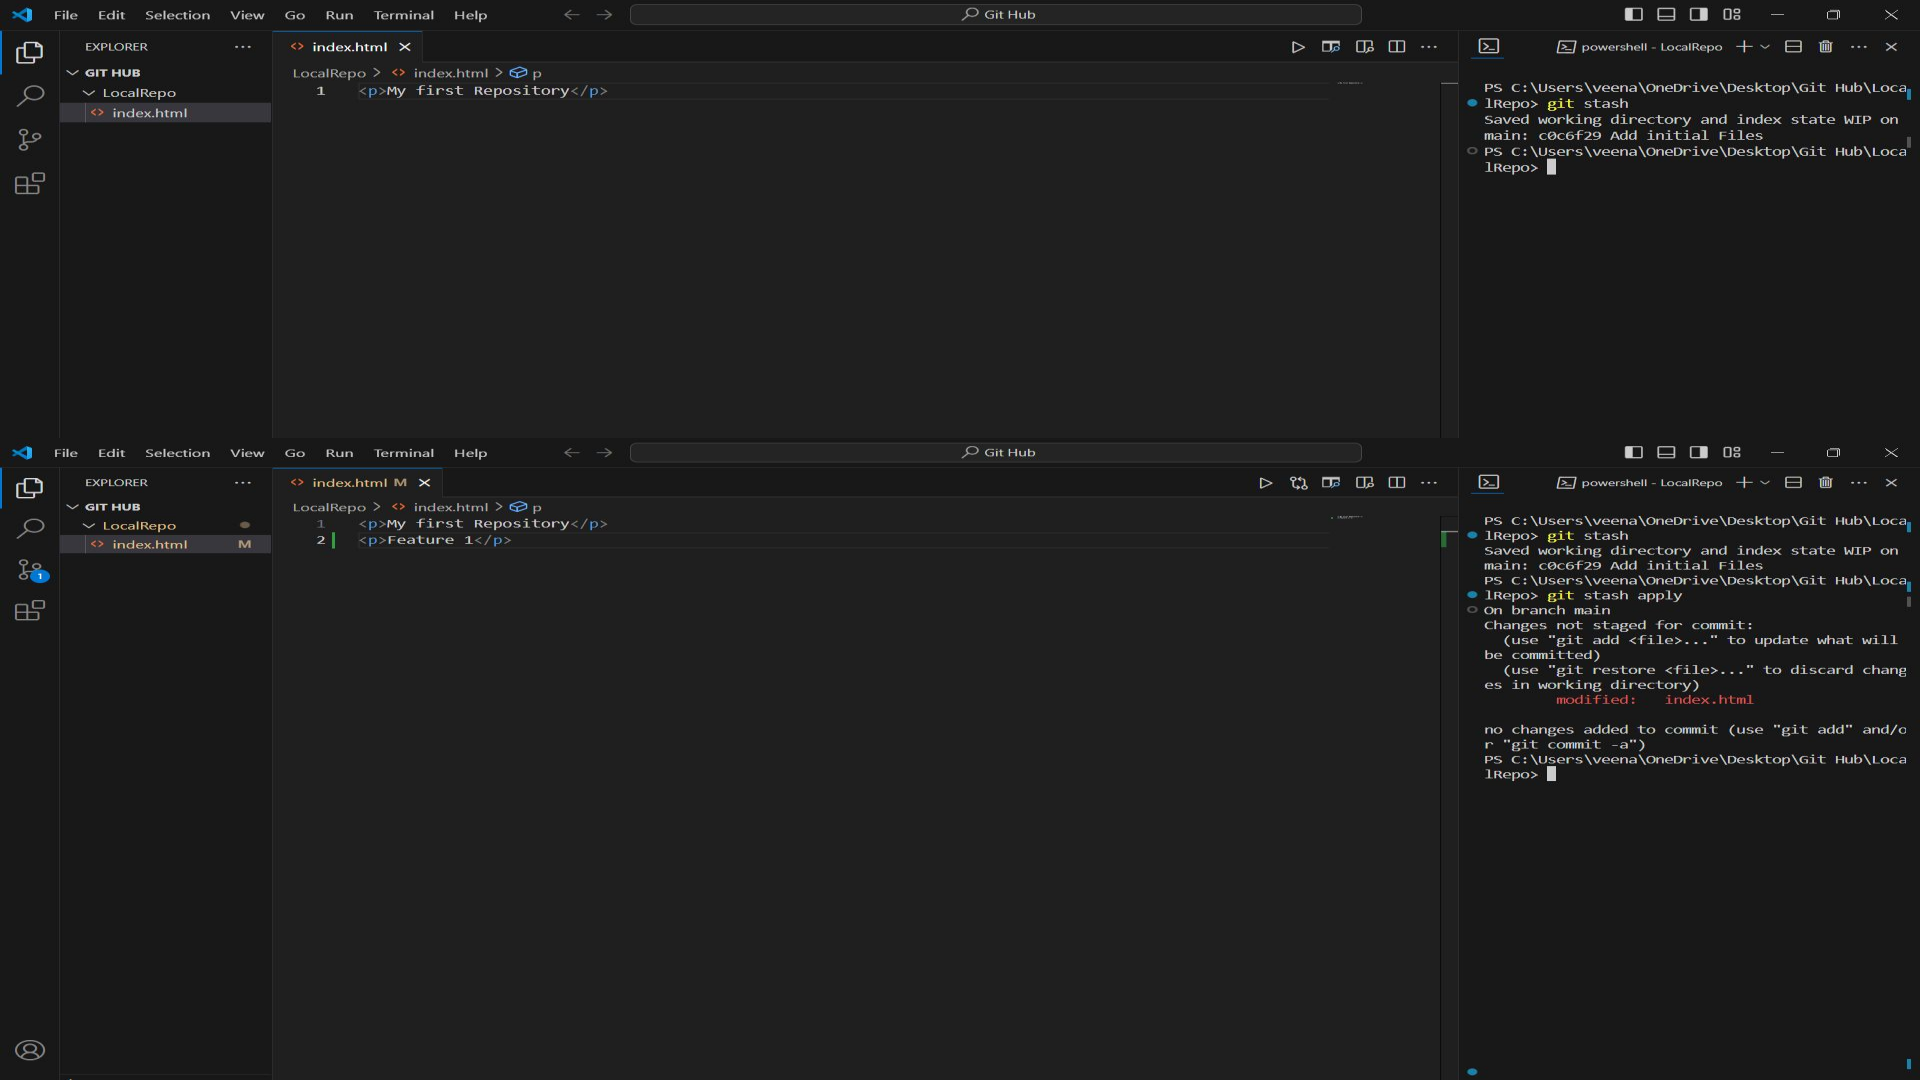 File Edit Selection View Go Run Terminal Help
Git Hub
EXPLORER
GIT HUB
LocalRepo
index.html
index.html
LocalRepo > index.html > p
1 <p>My first Repository</p>
powershell - LocalRepo
PS C:\Users\veena\OneDrive\Desktop\Git Hub\Loca
lRepo> git stash
Saved working directory and index state WIP on
main: c0c6f29 Add initial Files
PS C:\Users\veena\OneDrive\Desktop\Git Hub\Loca
lRepo>
File Edit Selection View Go Run Terminal Help
Git Hub
EXPLORER
GIT HUB
LocalRepo
index.html M
1
index.html M
LocalRepo > index.html > p
1 <p>My first Repository</p>
2 <p>Feature 1</p>
powershell - LocalRepo
PS C:\Users\veena\OneDrive\Desktop\Git Hub\Loca
lRepo> git stash
Saved working directory and index state WIP on
main: c0c6f29 Add initial Files
PS C:\Users\veena\OneDrive\Desktop\Git Hub\Loca
lRepo> git stash apply
On branch main
Changes not staged for commit:
(use "git add <file>..." to update what will
be committed)
(use "git restore <file>..." to discard chang
es in working directory)
modified: index.html
no changes added to commit (use "git add" and/o
r "git commit -a")
PS C:\Users\veena\OneDrive\Desktop\Git Hub\Loca
lRepo>